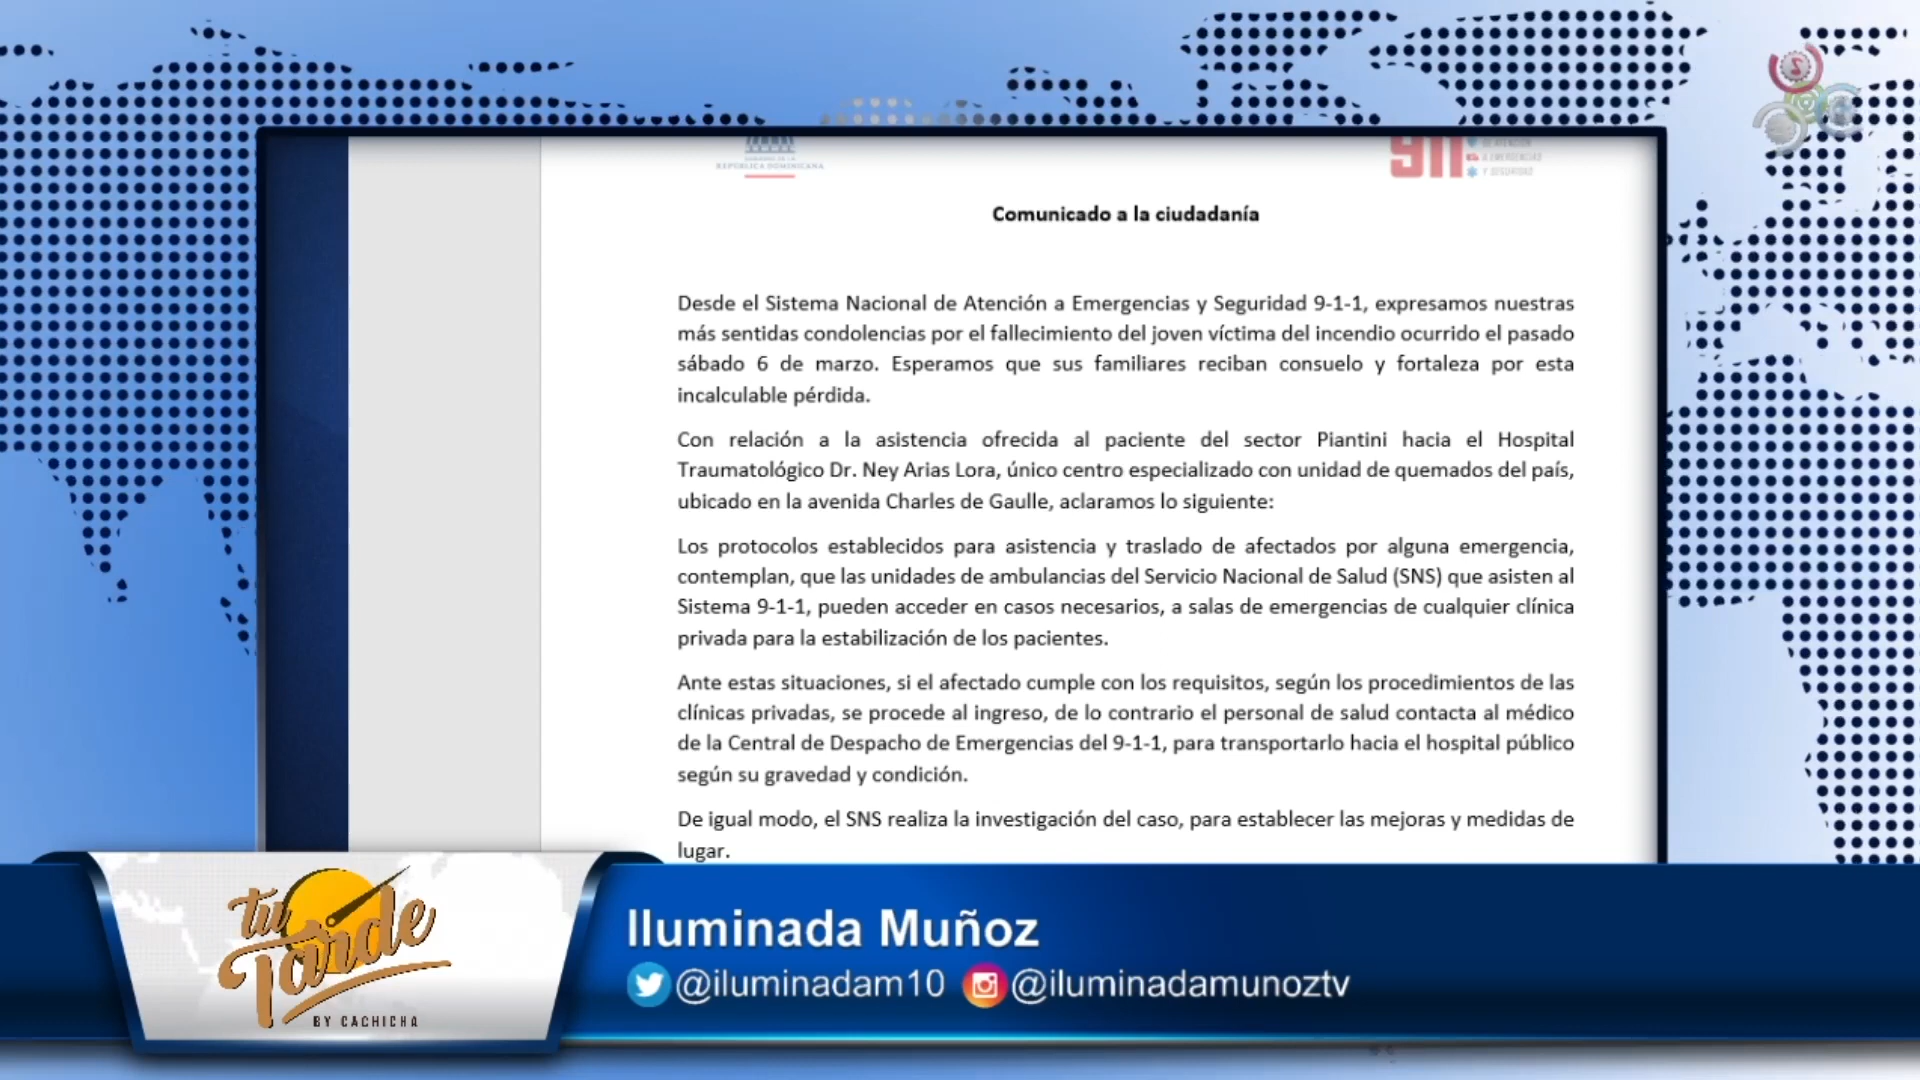 REPÚBLICA DOMINICANA
911
DE ATENCIÓN
A EMERGENCIAS
Y SEGURIDAD
Comunicado a la ciudadanía
Desde el Sistema Nacional de Atención a Emergencias y Seguridad 9-1-1, expresamos nuestras
más sentidas condolencias por el fallecimiento del joven víctima del incendio ocurrido el pasado
sábado 6 de marzo. Esperamos que sus familiares reciban consuelo y fortaleza por esta
incalculable pérdida.
Con relación a la asistencia ofrecida al paciente del sector Piantini hacia el Hospital
Traumatológico Dr. Ney Arias Lora, único centro especializado con unidad de quemados del país,
ubicado en la avenida Charles de Gaulle, aclaramos lo siguiente:
Los protocolos establecidos para asistencia y traslado de afectados por alguna emergencia,
contemplan, que las unidades de ambulancias del Servicio Nacional de Salud (SNS) que asisten al
Sistema 9-1-1, pueden acceder en casos necesarios, a salas de emergencias de cualquier clínica
privada para la estabilización de los pacientes.
Ante estas situaciones, si el afectado cumple con los requisitos, según los procedimientos de las
clínicas privadas, se procede al ingreso, de lo contrario el personal de salud contacta al médico
de la Central de Despacho de Emergencias del 9-1-1, para transportarlo hacia el hospital público
según su gravedad y condición.
De igual modo, el SNS realiza la investigación del caso, para establecer las mejoras y medidas de
lugar.
tu
Tarde
BY CACHICHA
Iluminada Muñoz
@iluminadam10 @iluminadamunoztv